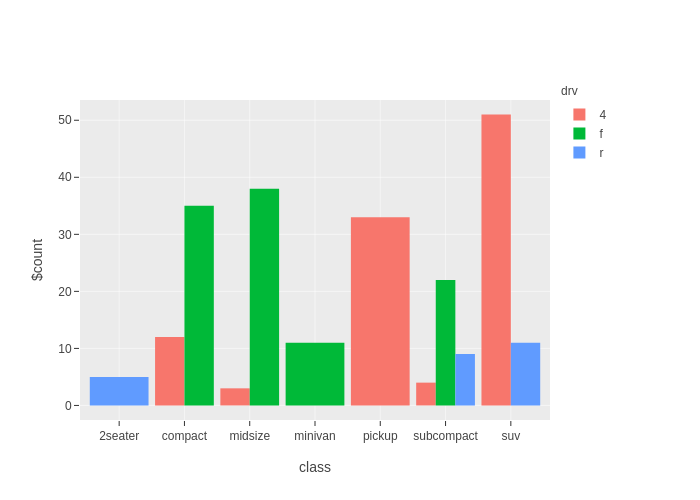 drv
4
f
r
50
40
30
20
10
0
$count
2seater compact midsize minivan pickup subcompact suv
class